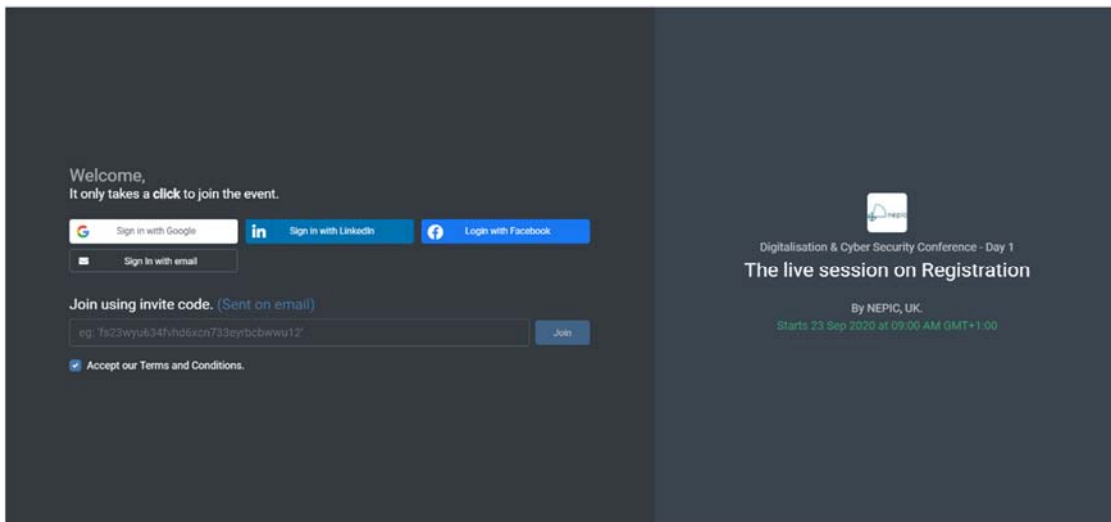 Welcome,
It only takes a click to join the event.
Sign in with Google
in Sign in with LinkedIn
Login with Facebook
Sign In with email
Join using invite code. (Sent on email)
eg: 'fs23wyu634fvhd6xcn733eyrbcbwwu12'
Join
Accept our Terms and Conditions.
nepic
Digitalisation & Cyber Security Conference - Day 1
The live session on Registration
By NEPIC, UK.
Starts 23 Sep 2020 at 09:00 AM GMT+1:00